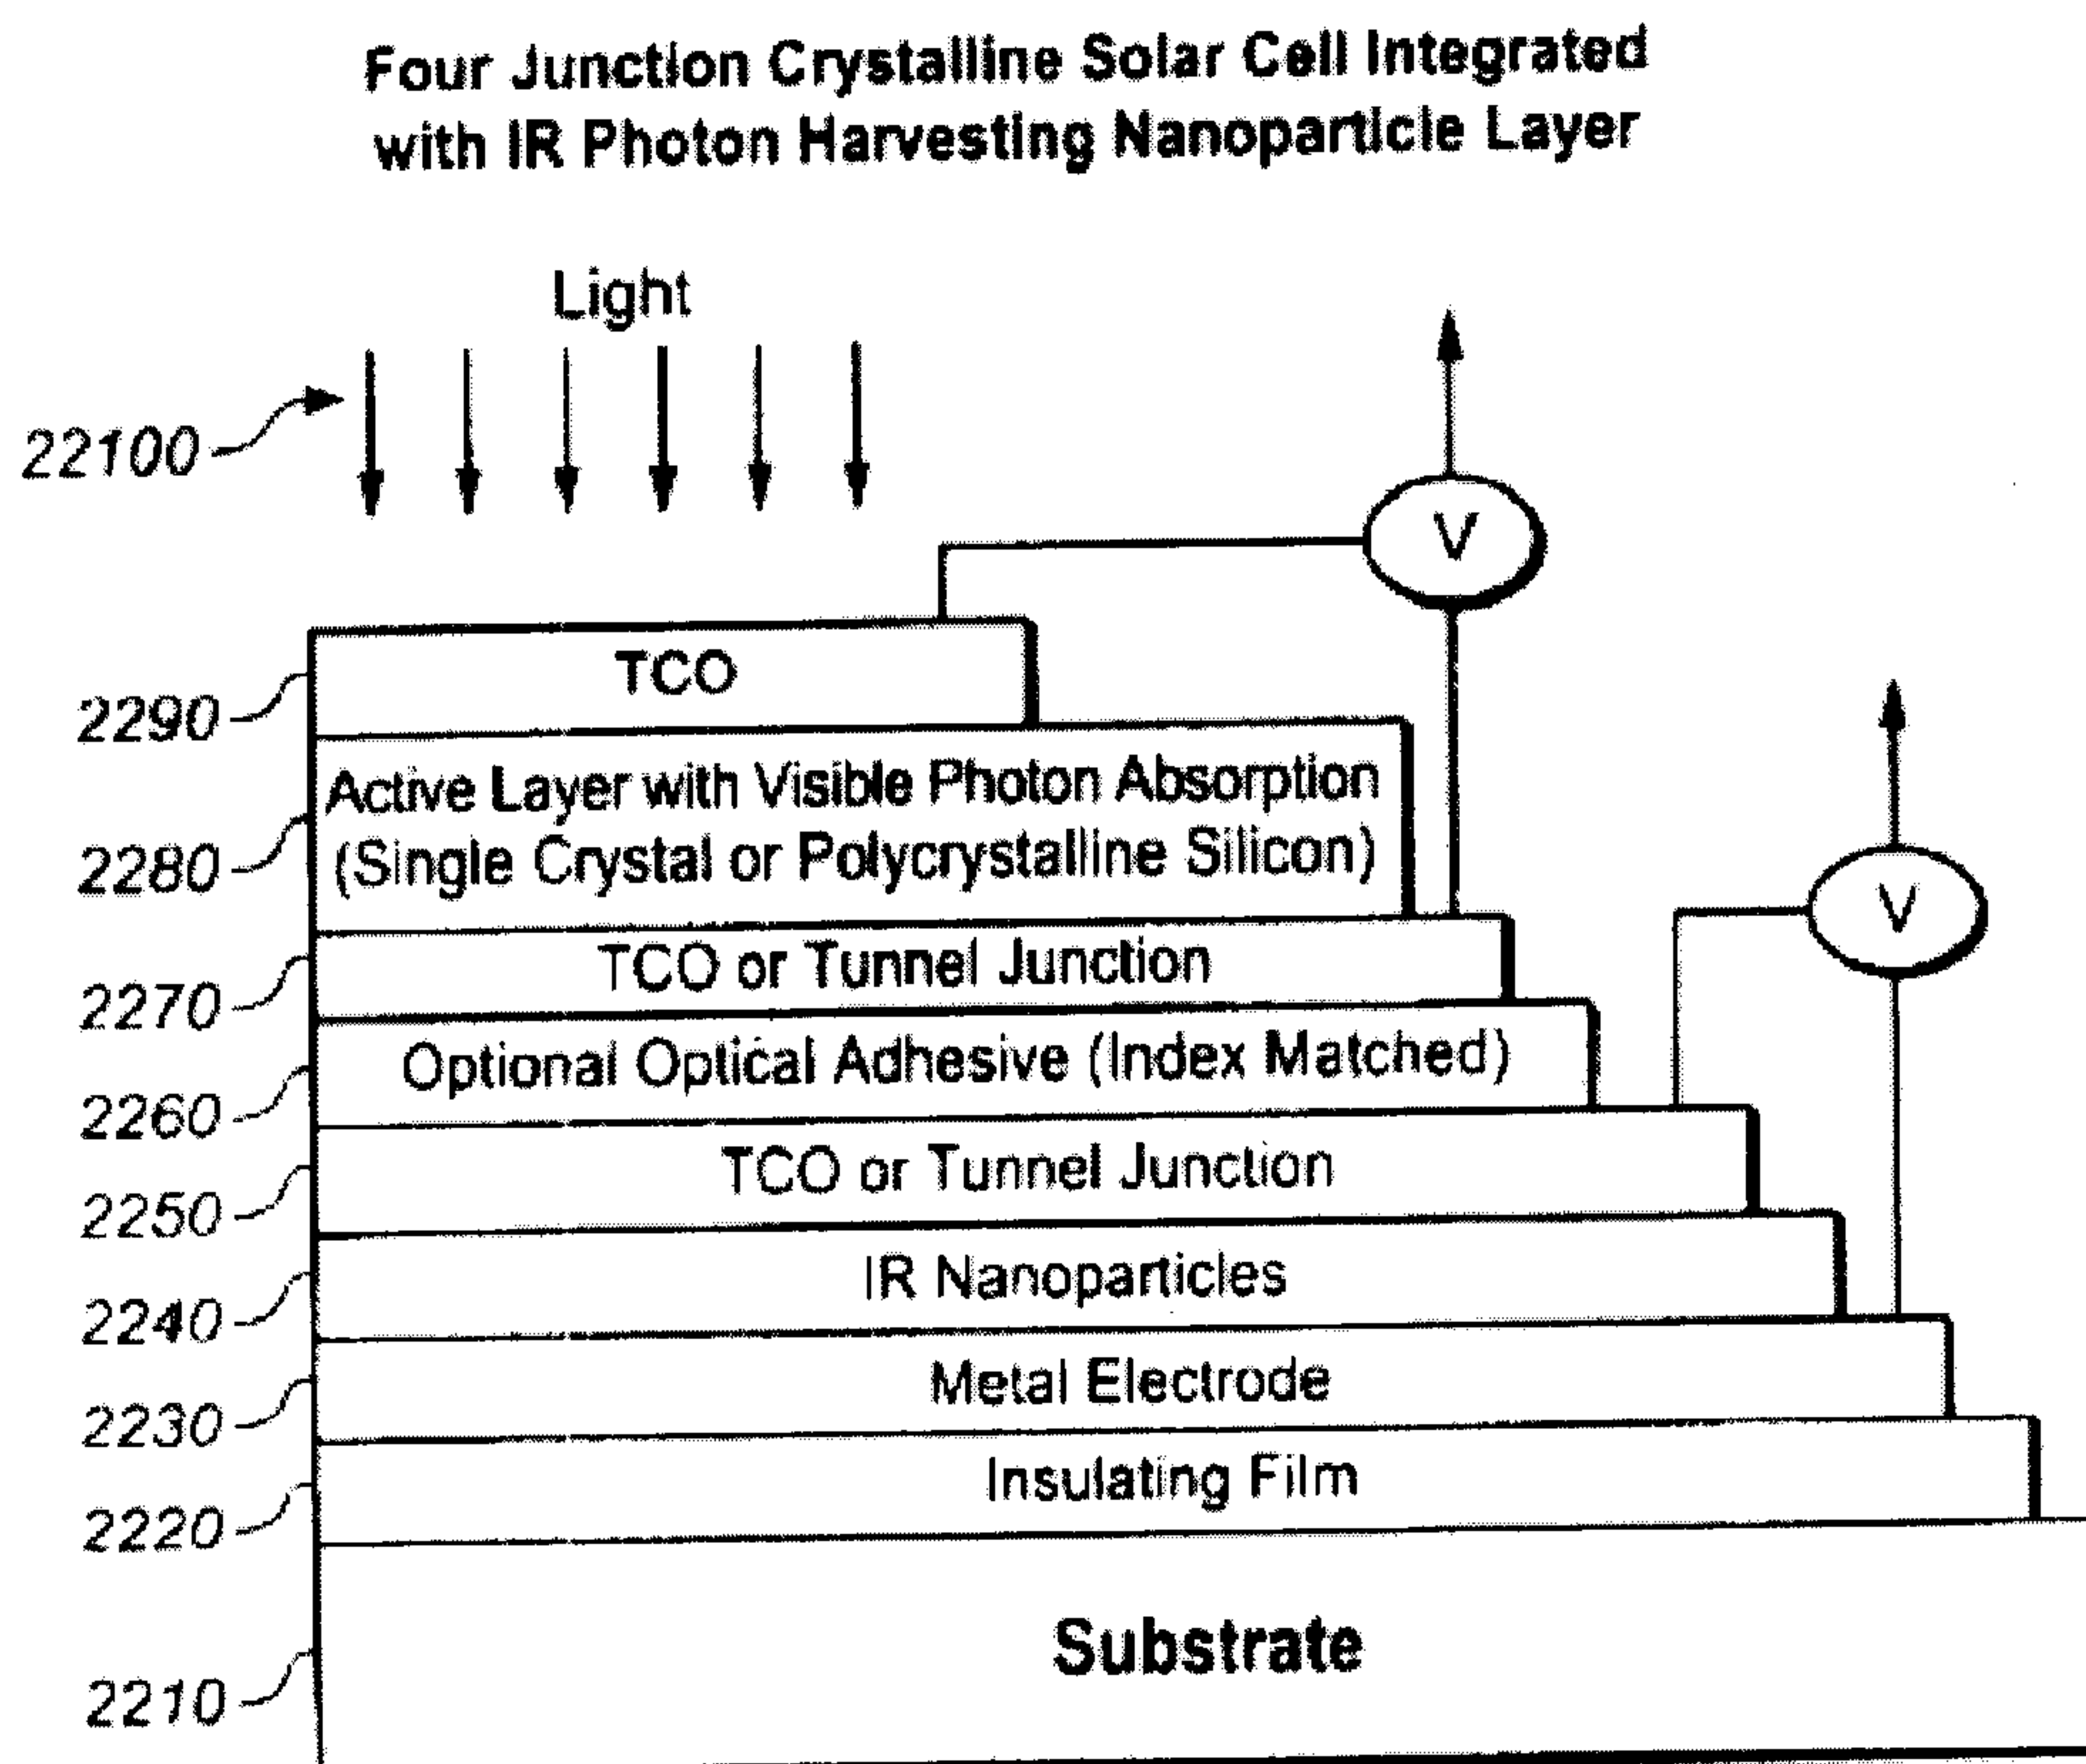 Four Junction Crystalline Solar Cell Integrated
with IR Photon Harvesting Nanoparticle Layer
Light
22100
V
TCO
2290
Active Layer with Visible Photon Absorption
(Single Crystal or Polycrystalline Silicon)
2280
V
TCO or Tunnel Junction
2270
Optional Optical Adhesive (Index Matched)
2260
TCO or Tunnel Junction
2250
IR Nanoparticles
2240
Metal Electrode
2230
Insulating Film
2220
Substrate
2210